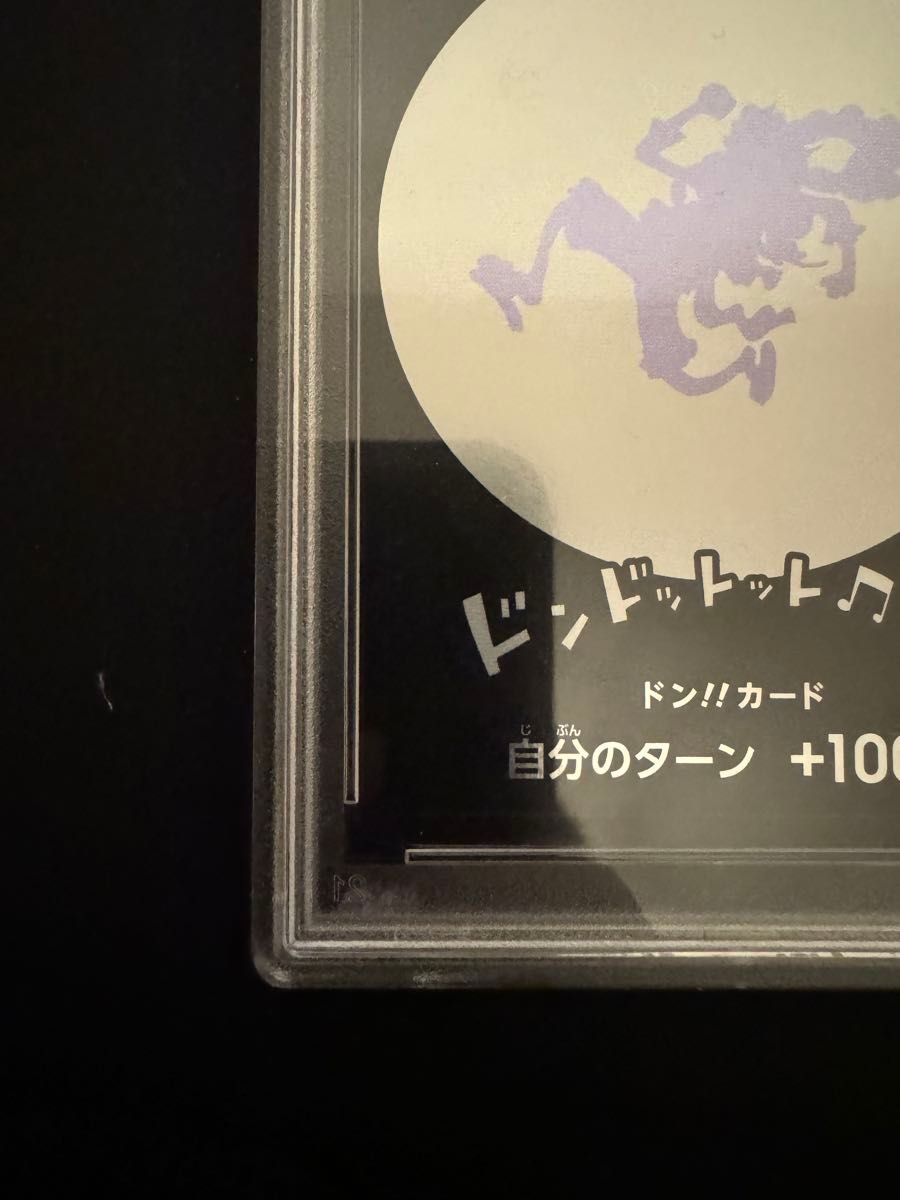 ドンドットット♫
ドン!!カード
じぶん
自分のターン +100
21